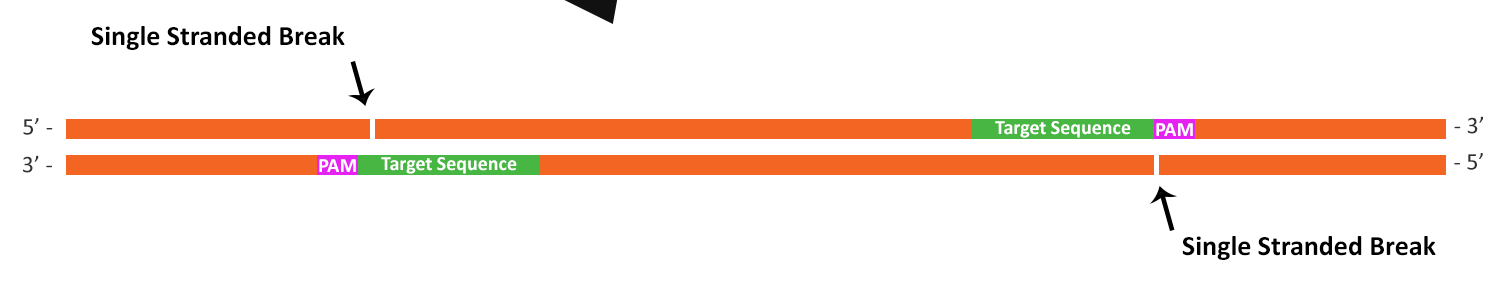 Single Stranded Break
5’ -
Target Sequence
PAM
- 3’
3’ -
PAM
Target Sequence
- 5’
Single Stranded Break